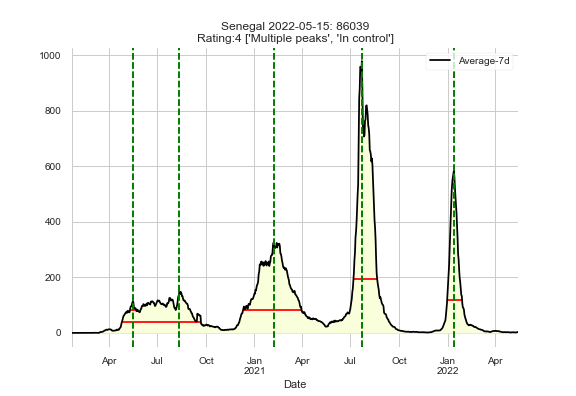 Senegal 2022-05-15: 86039
Rating:4 ['Multiple peaks', 'In control']
Average-7d
1000
800
600
400
200
0
Apr Jul Oct Jan Apr Jul Oct Jan Apr
2021 2022
Date